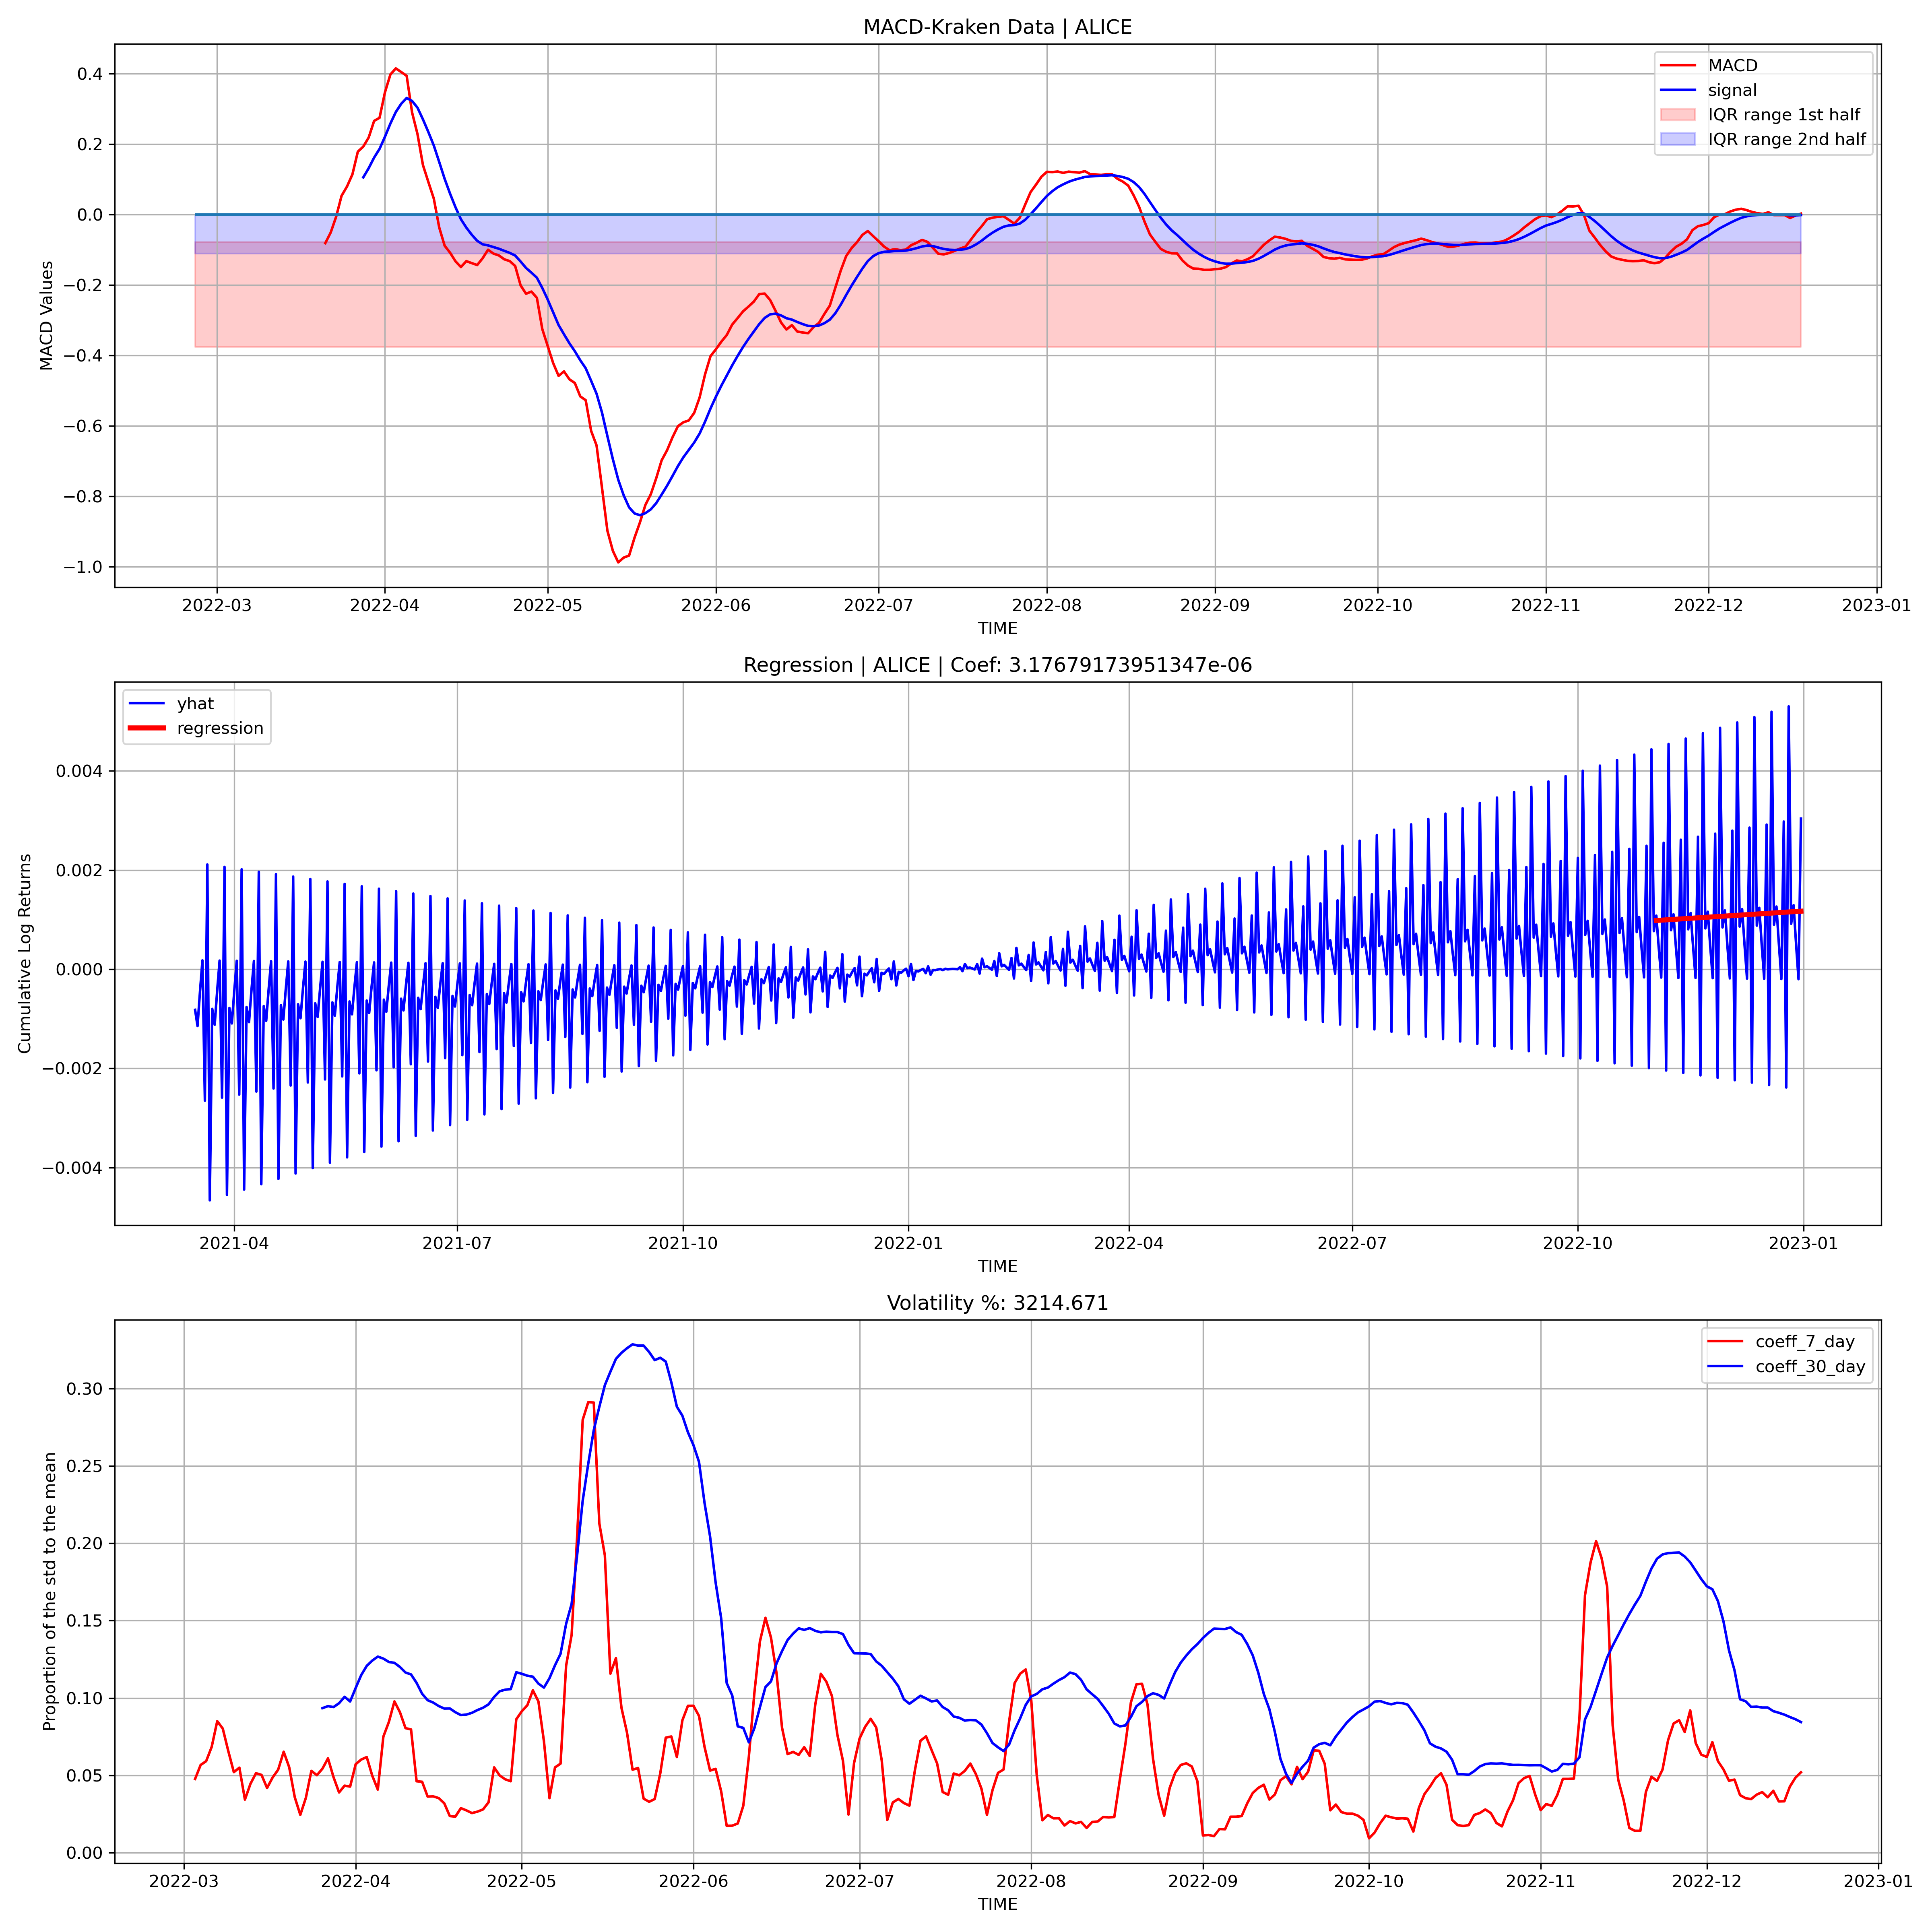 MACD-Kraken Data | ALICE
MACD Values
0.4
0.2
0.0
−0.2
−0.4
−0.6
−0.8
−1.0
MACD
signal
IQR range 1st half
IQR range 2nd half
2022-03 2022-04 2022-05 2022-06 2022-07 2022-08 2022-09 2022-10 2022-11 2022-12 2023-01
TIME
Regression | ALICE | Coef: 3.17679173951347e-06
Cumulative Log Returns
yhat
regression
0.004
0.002
0.000
−0.002
−0.004
2021-04 2021-07 2021-10 2022-01 2022-04 2022-07 2022-10 2023-01
TIME
Volatility %: 3214.671
Proportion of the std to the mean
coeff_7_day
coeff_30_day
0.30
0.25
0.20
0.15
0.10
0.05
0.00
2022-03 2022-04 2022-05 2022-06 2022-07 2022-08 2022-09 2022-10 2022-11 2022-12 2023-01
TIME